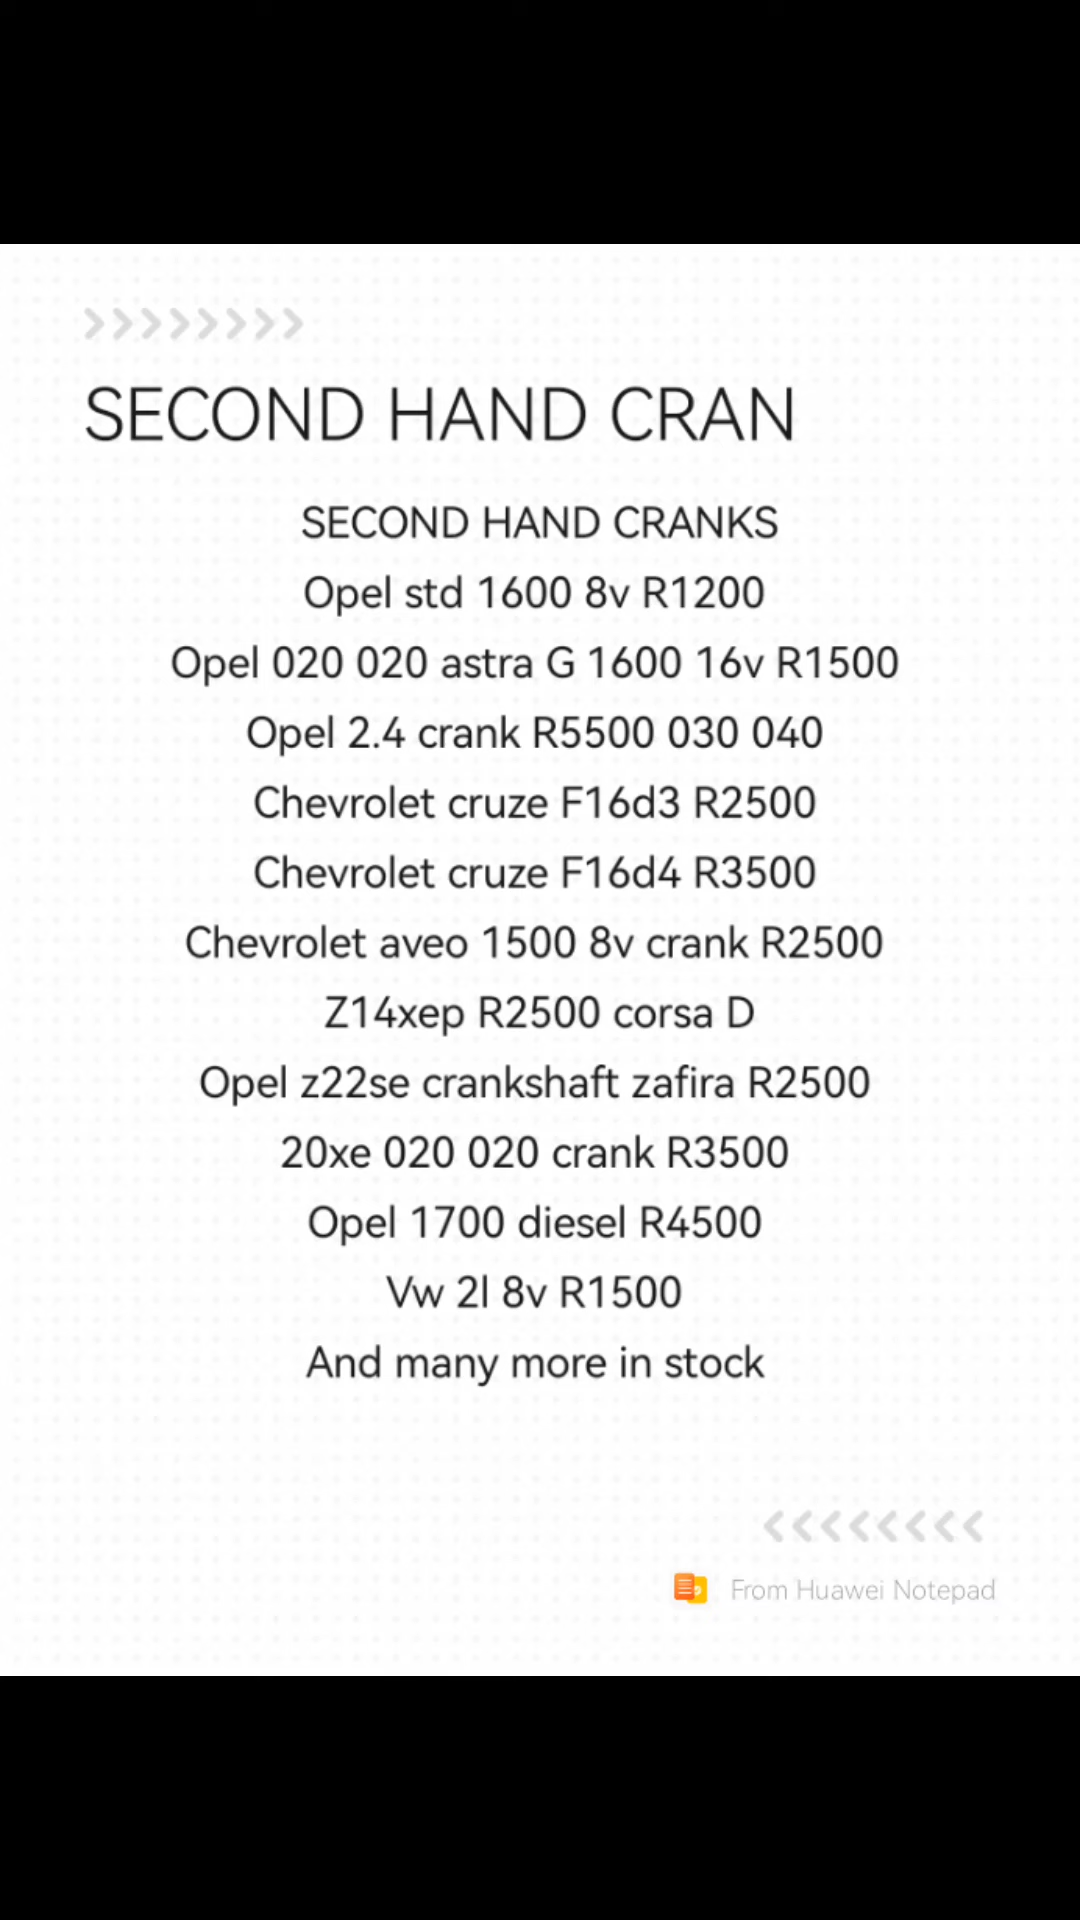 SECOND HAND CRAN
SECOND HAND CRANKS
Opel std 1600 8v R1200
Opel 020 020 astra G 1600 16v R1500
Opel 2.4 crank R5500 030 040
Chevrolet cruze F16d3 R2500
Chevrolet cruze F16d4 R3500
Chevrolet aveo 1500 8v crank R2500
Z14xep R2500 corsa D
Opel z22se crankshaft zafira R2500
20xe 020 020 crank R3500
Opel 1700 diesel R4500
Vw 2l 8v R1500
And many more in stock
From Huawei Notepad